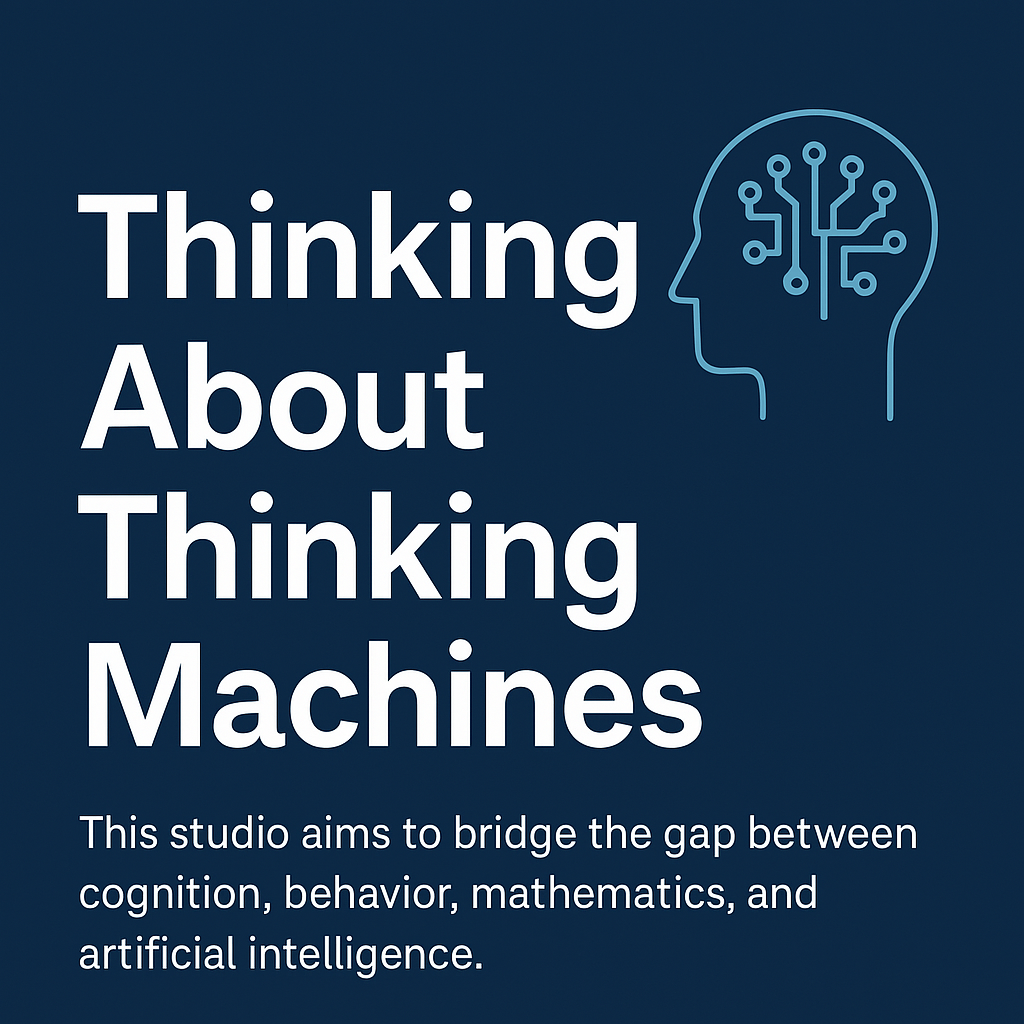 Thinking
About
Thinking
Machines
This studio aims to bridge the gap between
cognition, behavior, mathematics, and
artificial intelligence.